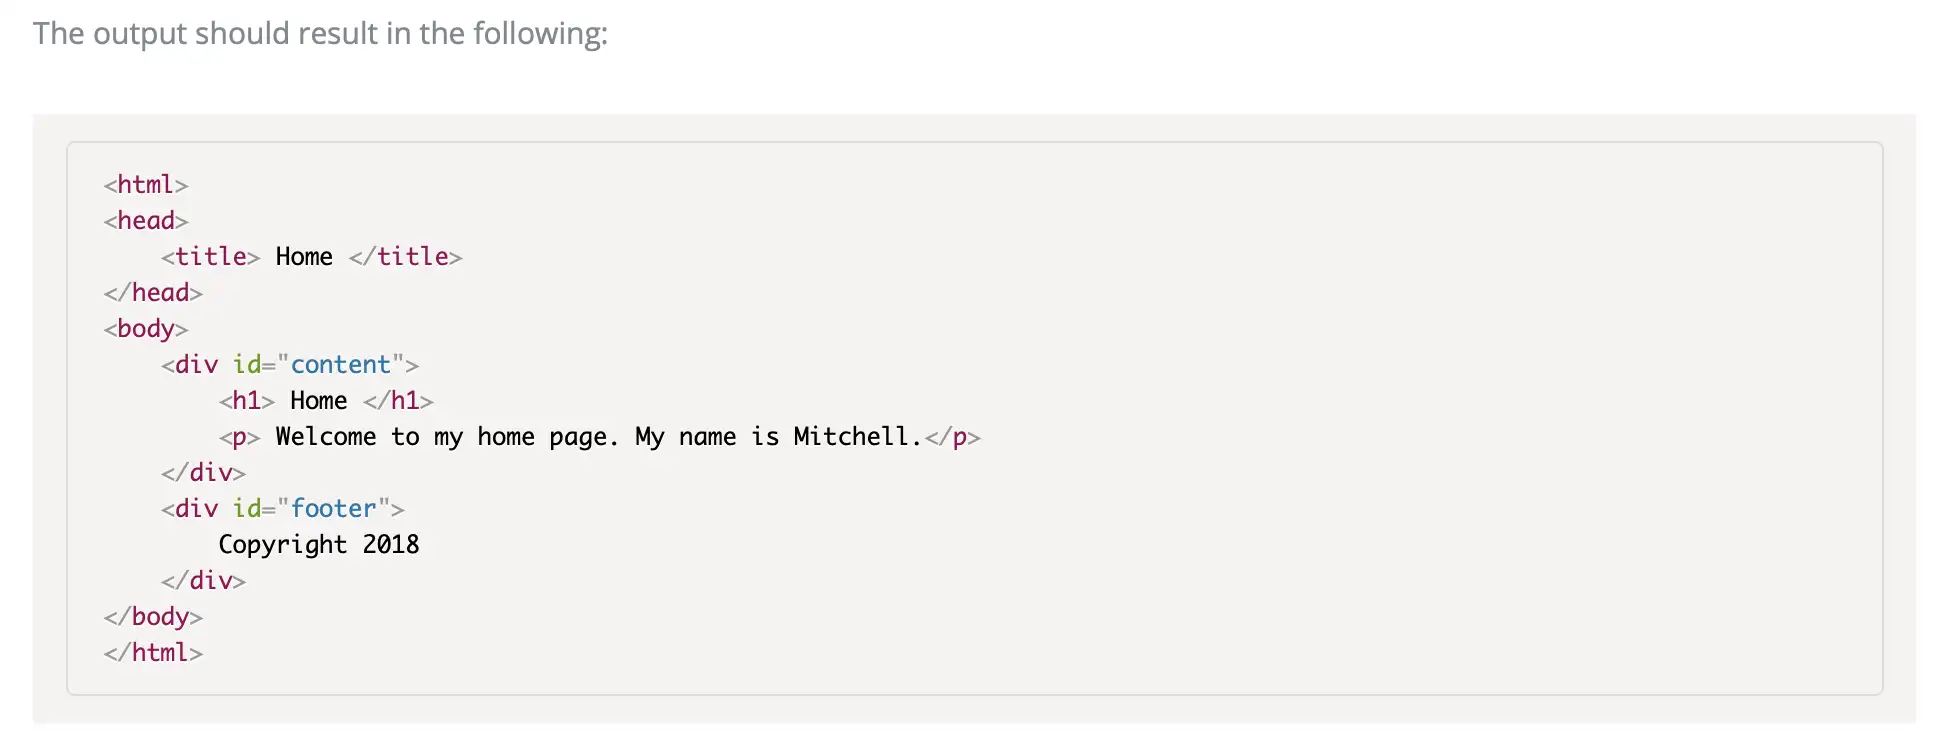 The output should result in the following:
<html>
<head>
    <title> Home </title>
</head>
<body>
    <div id="content">
        <h1> Home </h1>
        <p> Welcome to my home page. My name is Mitchell.</p>
    </div>
    <div id="footer">
        Copyright 2018
    </div>
</body>
</html>